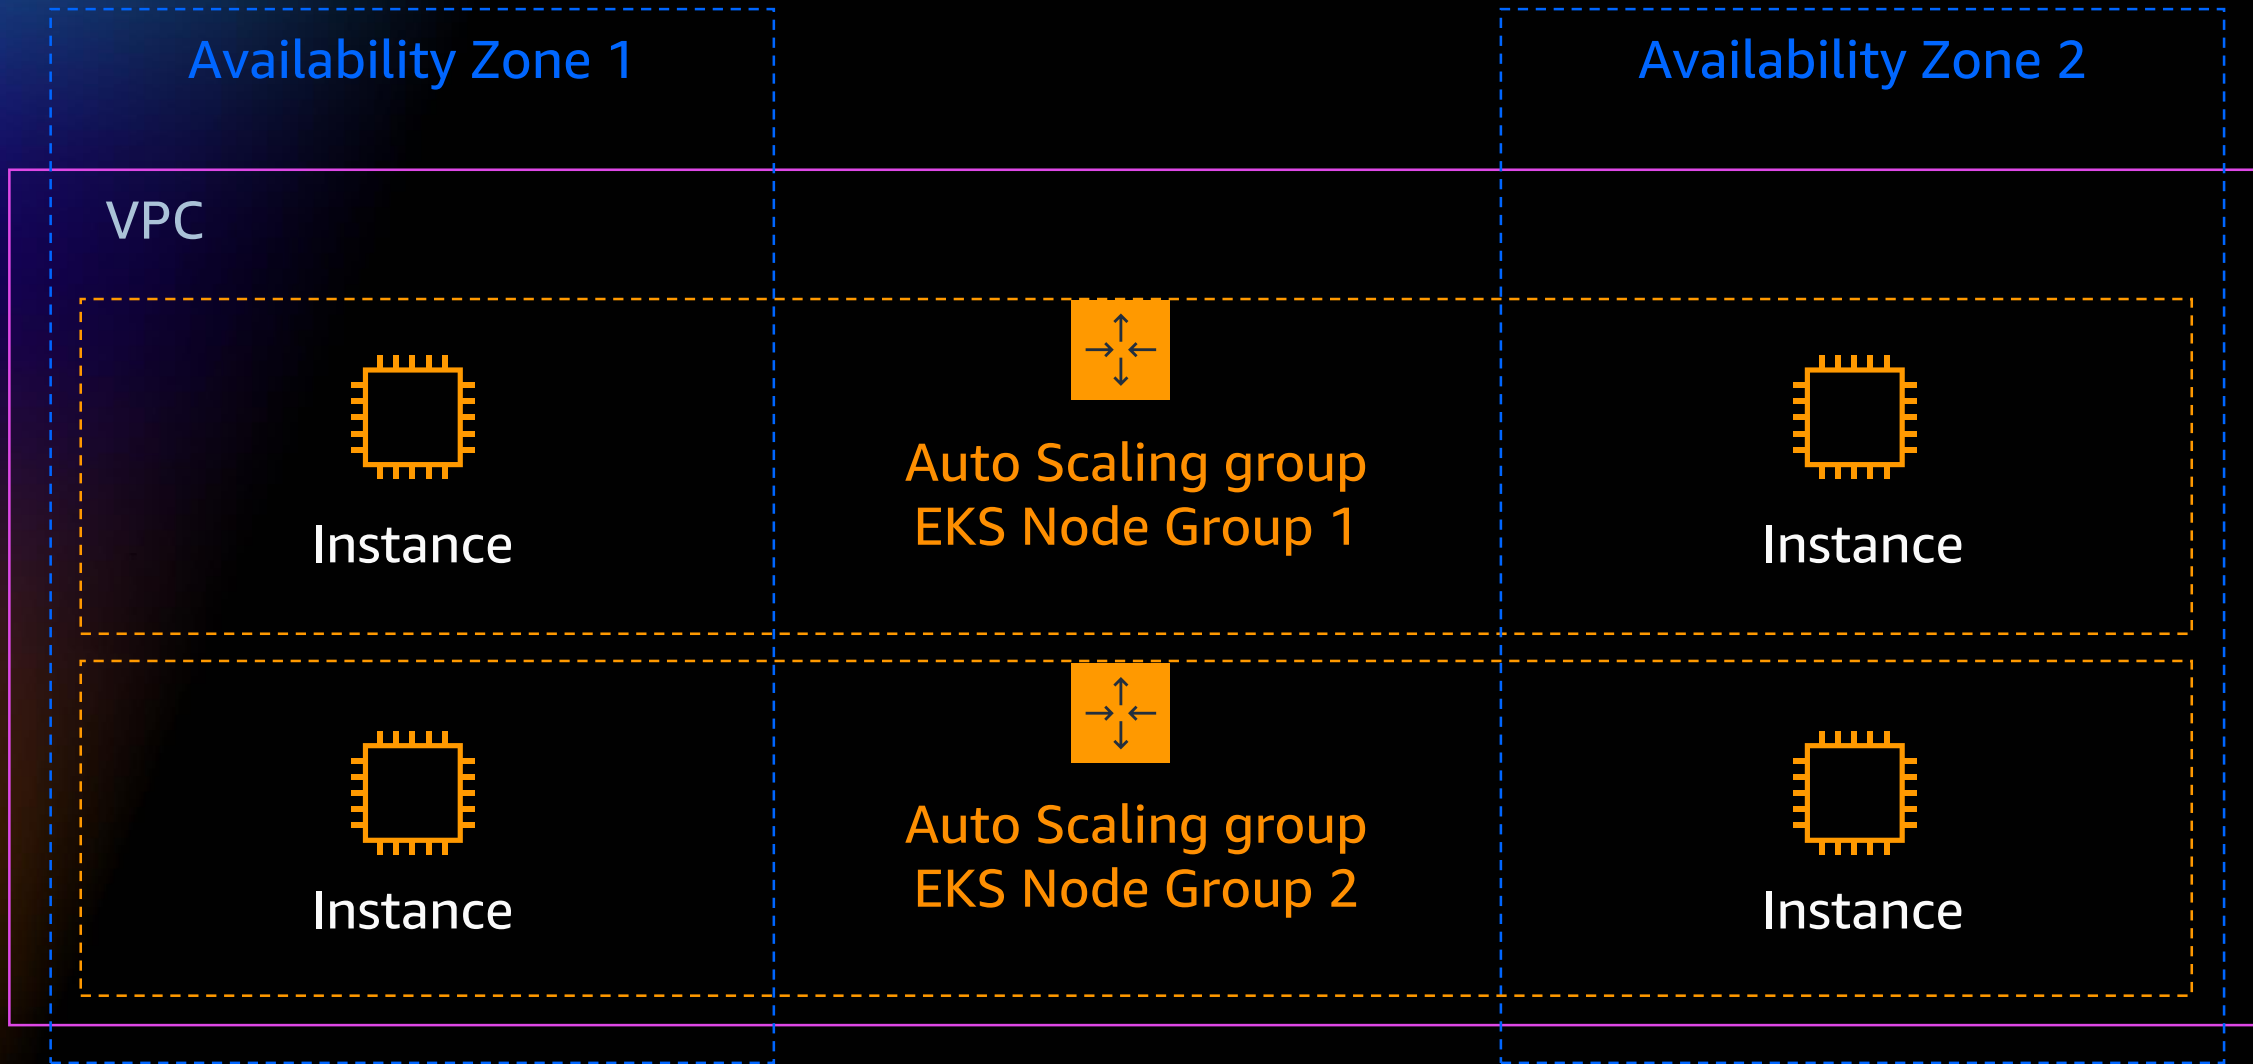 Availability Zone 1
Availability Zone 2
VPC
Auto Scaling group
EKS Node Group 1
Instance
Instance
Auto Scaling group
EKS Node Group 2
Instance
Instance